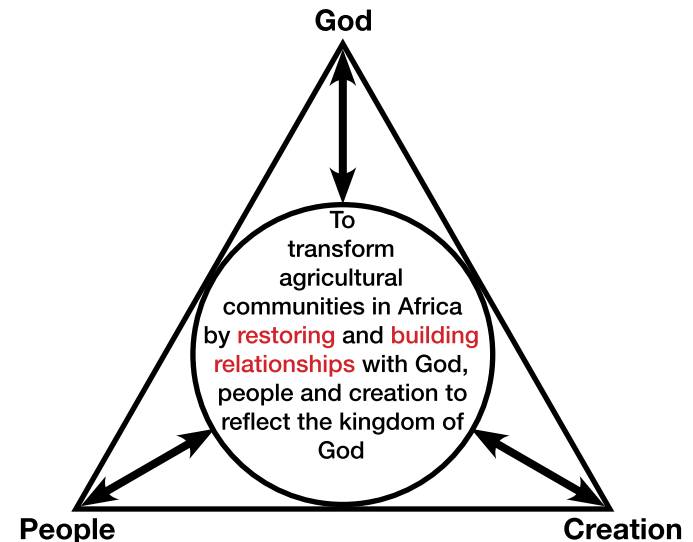 God
To
transform
agricultural
communities in Africa
by restoring and building
relationships with God,
people and creation to
reflect the kingdom of
God
People
Creation